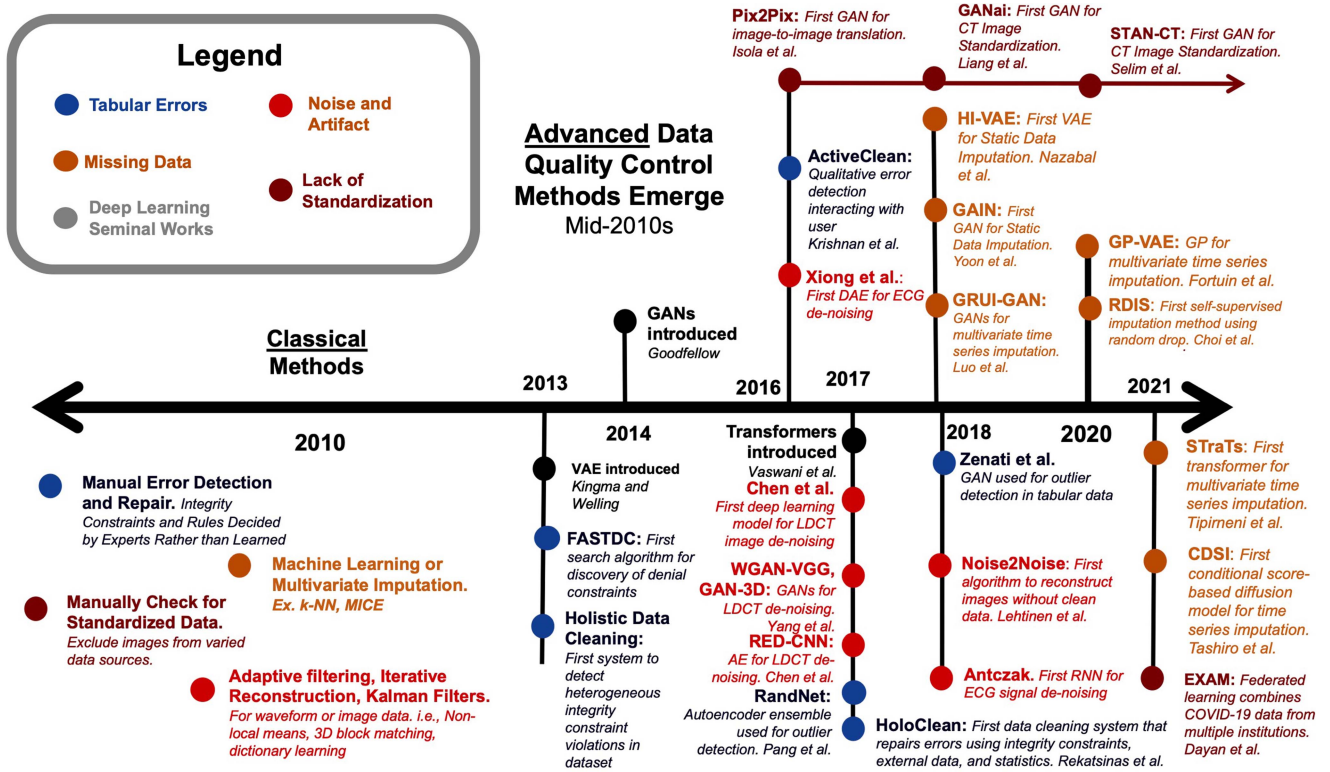 Legend
Tabular Errors
Noise and
Artifact
Missing Data
Lack of
Standardization
Deep Learning
Seminal Works
Advanced Data
Quality Control
Methods Emerge
Mid-2010s
Pix2Pix: First GAN for
image-to-image translation.
Isola et al.
GANai: First GAN for
CT Image
Standardization.
Liang et al.
STAN-CT: First GAN for
CT Image Standardization.
Selim et al.
ActiveClean:
Qualitative error
detection
interacting with
user
Krishnan et al.
Xiong et al.:
First DAE for ECG
de-noising
HI-VAE: First VAE
for Static Data
Imputation. Nazabal
et al.
GAIN: First
GAN for Static
Data Imputation.
Yoon et al.
GRUI-GAN:
GANs for
multivariate time
series imputation.
Luo et al.
GP-VAE: GP for
multivariate time series
imputation. Fortuin et al.
RDIS: First self-supervised
imputation method using
random drop. Choi et al.
GANs
introduced
Goodfellow
Classical
Methods
2013
2016
2017
2021
2010
2014
2018
2020
Manual Error Detection
and Repair. Integrity
Constraints and Rules Decided
by Experts Rather than Learned
Machine Learning or
Multivariate Imputation.
Ex. k-NN, MICE
Manually Check for
Standardized Data.
Exclude images from varied
data sources.
Adaptive filtering, Iterative
Reconstruction, Kalman Filters.
For waveform or image data. i.e., Non-
local means, 3D block matching,
dictionary learning
VAE introduced
Kingma and
Welling
FASTDC: First
search algorithm for
discovery of denial
constraints
Holistic Data
Cleaning:
First system to
detect
heterogeneous
integrity
constraint
violations in
dataset
Transformers
introduced
Vaswani et al.
Chen et al.
First deep learning
model for LDCT
image de-noising
WGAN-VGG,
GAN-3D: GANs for
LDCT de-noising.
Yang et al.
RED-CNN:
AE for LDCT de-
noising. Chen et al.
RandNet:
Autoencoder ensemble
used for outlier
detection. Pang et al.
HoloClean: First data cleaning system that
repairs errors using integrity constraints,
external data, and statistics. Rekatsinas et al.
Zenati et al.
GAN used for outlier
detection in tabular data
Noise2Noise: First
algorithm to reconstruct
images without clean
data. Lehtinen et al.
Antczak. First RNN for
ECG signal de-noising
STraTs: First
transformer for
multivariate time
series imputation.
Tipirneni et al.
CDSI: First
conditional score-
based diffusion
model for time
series imputation.
Tashiro et al.
EXAM: Federated
learning combines
COVID-19 data from
multiple institutions.
Dayan et al.